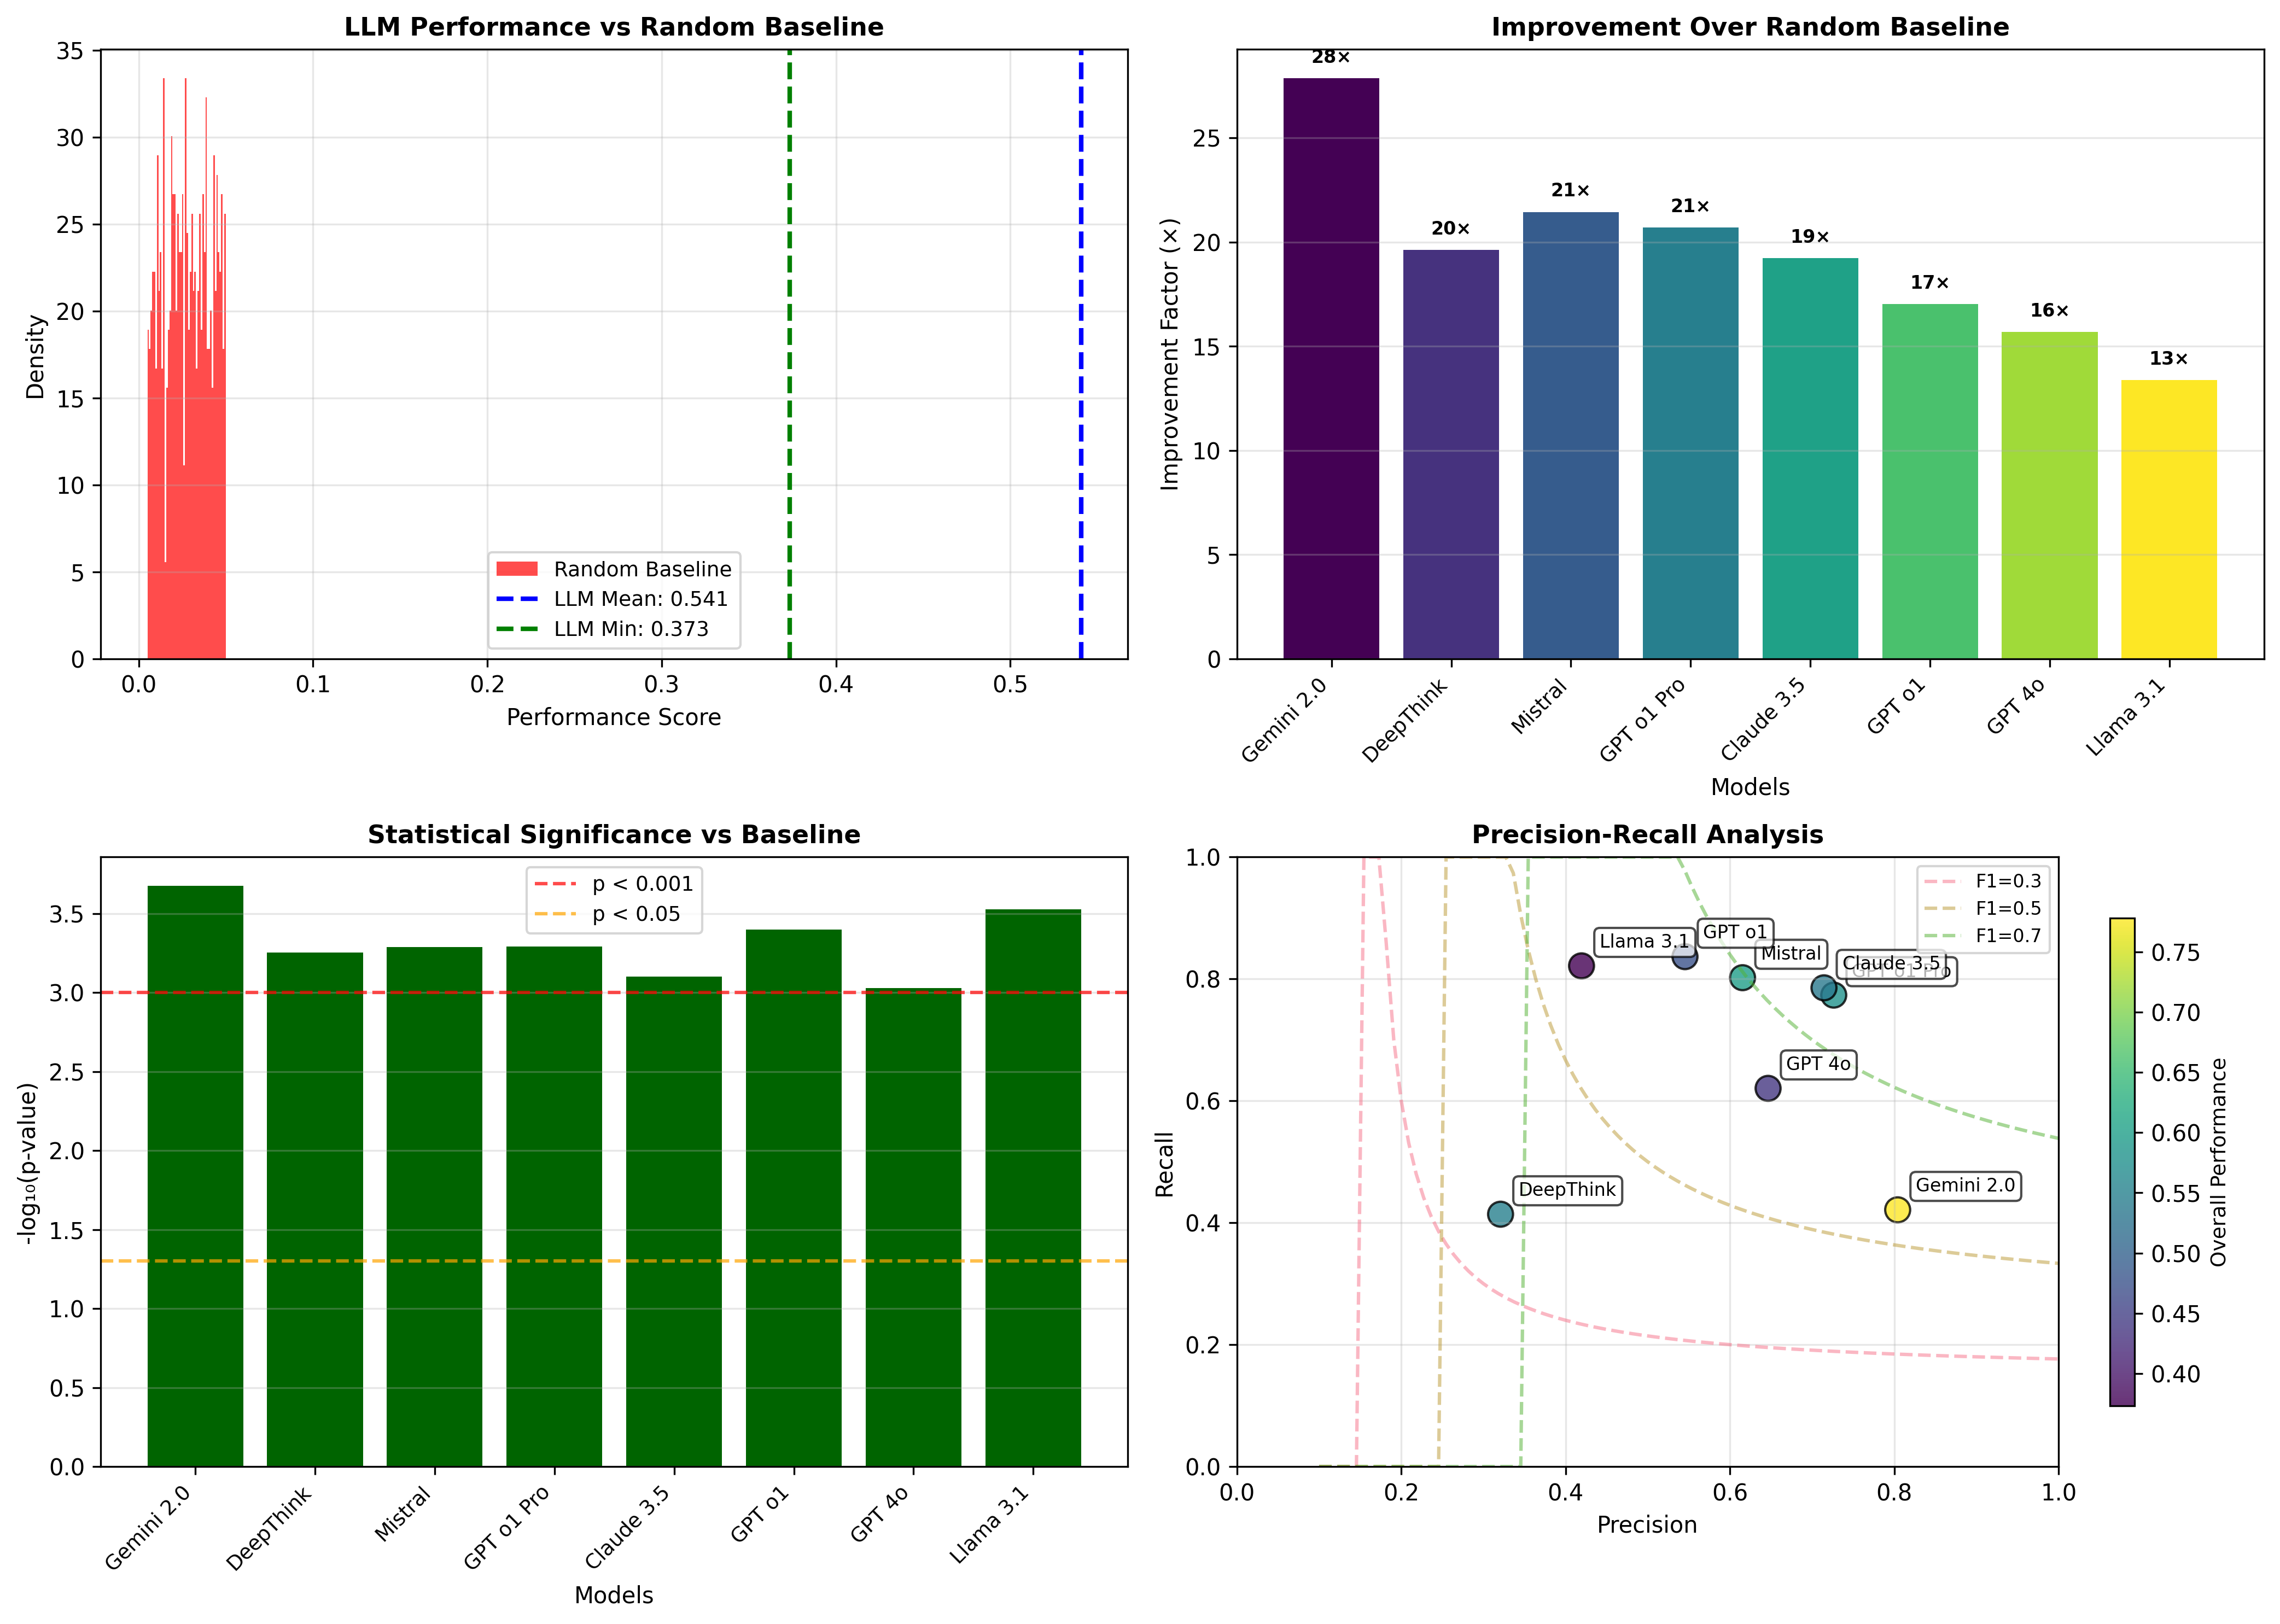 LLM Performance vs Random Baseline
35
30
25
20
15
10
5
0
Density
0.0 0.1 0.2 0.3 0.4 0.5
Performance Score
Random Baseline
LLM Mean: 0.541
LLM Min: 0.373
Improvement Over Random Baseline
28×
20×
21×
21×
19×
17×
16×
13×
25
20
15
10
5
0
Improvement Factor (×)
Gemini 2.0
DeepThink
Mistral
GPT o1 Pro
Claude 3.5
GPT o1
GPT 4o
Llama 3.1
Models
Statistical Significance vs Baseline
p < 0.001
p < 0.05
3.5
3.0
2.5
2.0
1.5
1.0
0.5
0.0
-log₁₀(p-value)
Gemini 2.0
DeepThink
Mistral
GPT o1 Pro
Claude 3.5
GPT o1
GPT 4o
Llama 3.1
Models
Precision-Recall Analysis
F1=0.3
F1=0.5
F1=0.7
1.0
0.8
0.6
0.4
0.2
0.0
Recall
Llama 3.1
GPT o1
Mistral
Claude 3.5
GPT o1 Pro
GPT 4o
DeepThink
Gemini 2.0
0.0 0.2 0.4 0.6 0.8 1.0
Precision
0.75
0.70
0.65
0.60
0.55
0.50
0.45
0.40
Overall Performance